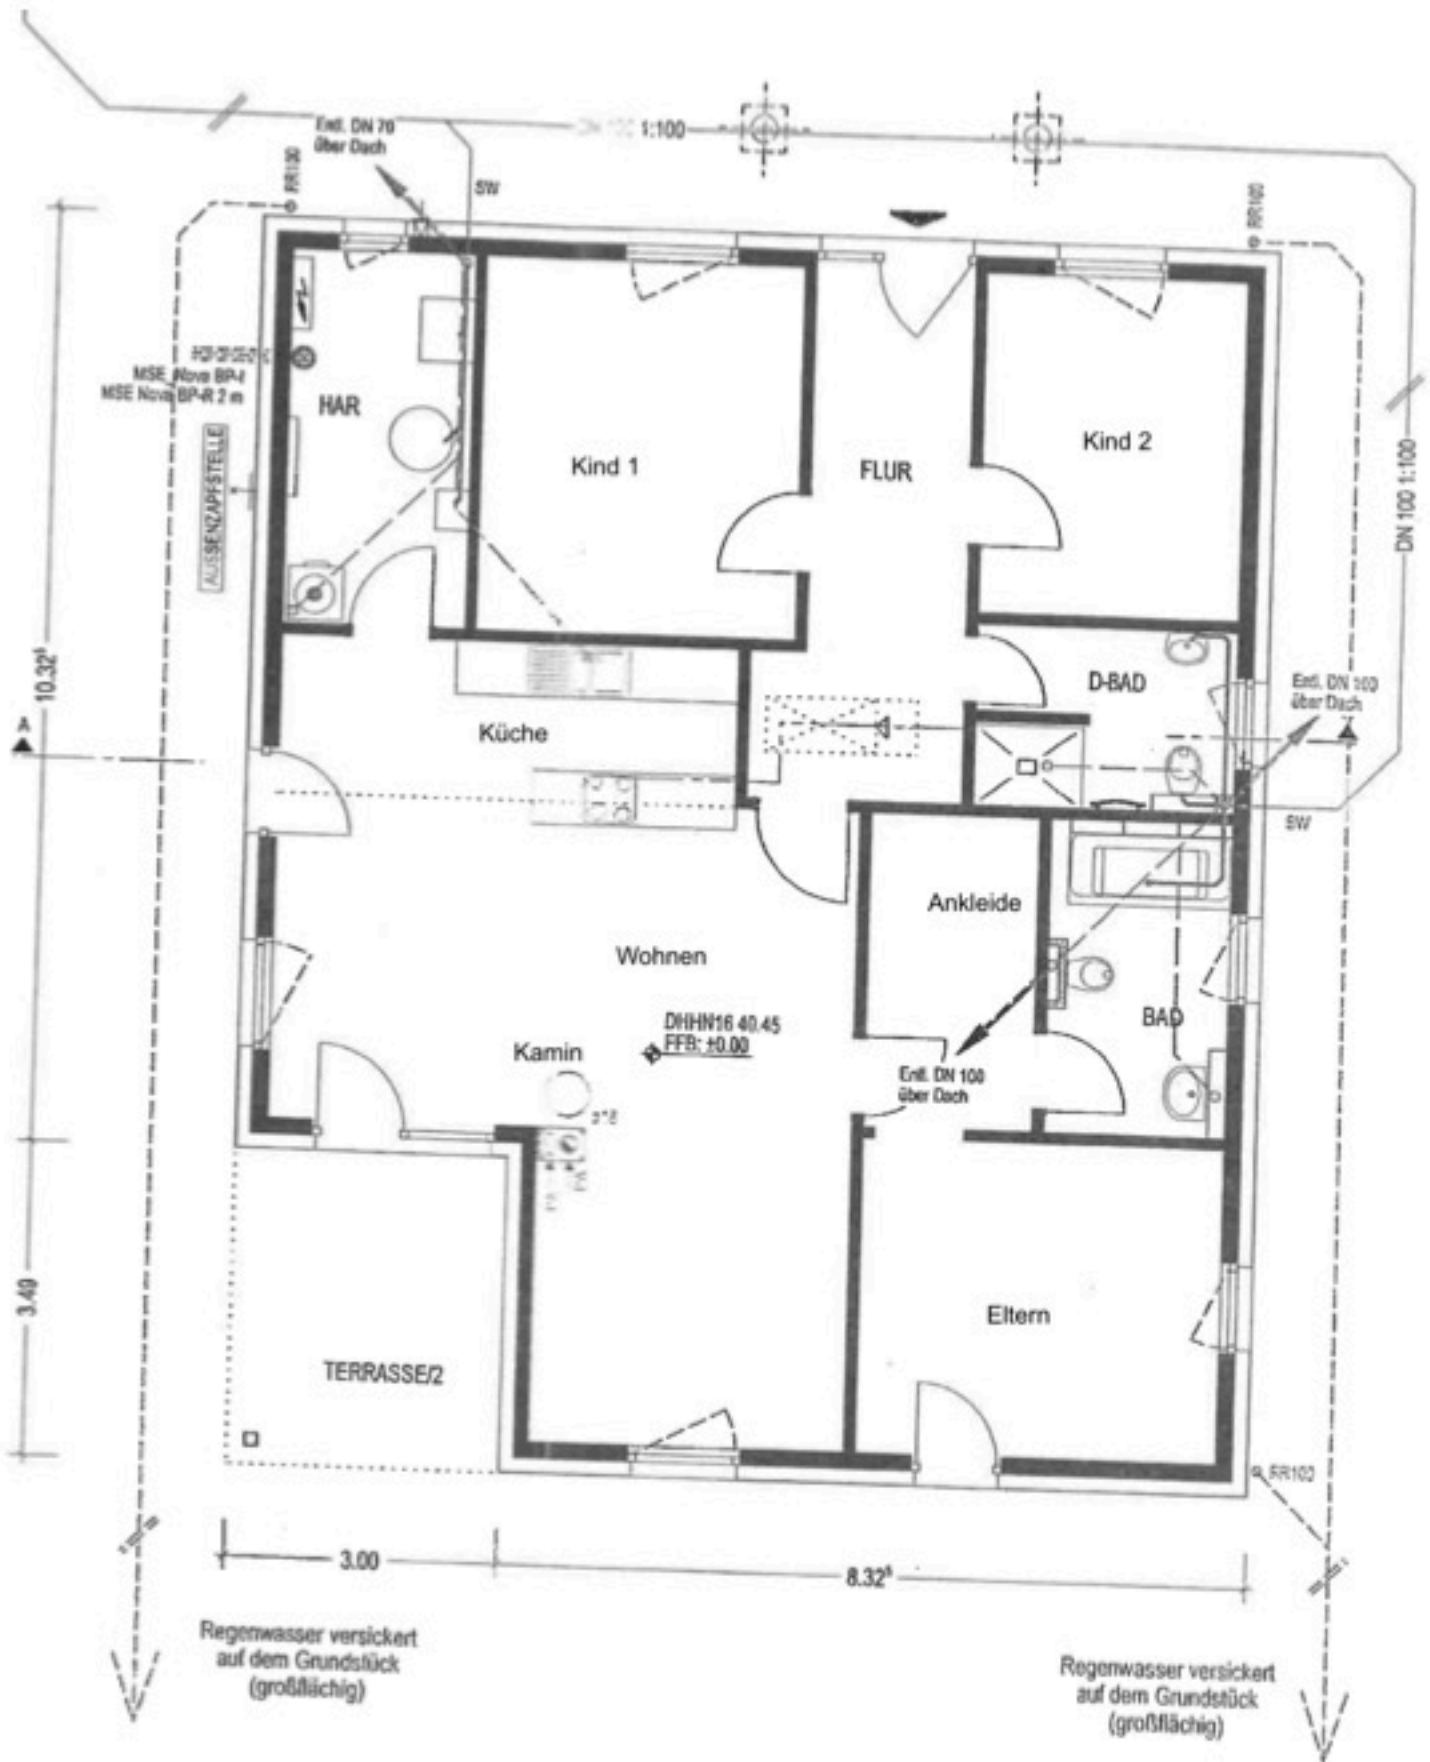 Entl. DN 70
über Dach
1:100
RR100
SW
RR100
MSE Nova BP-I
MSE Nova BP-R 2 m
HAR
AUSSENZAPFSTELLE
Kind 1
FLUR
Kind 2
DN 100 1:100
10.32⁵
A
Küche
D-BAD
Entl. DN 100
über Dach
SW
Ankleide
Wohnen
DHHN16 40.45
FFB: ±0.00
Kamin
BAD
Entl. DN 100
über Dach
3.49
Eltern
TERRASSE/2
RR100
3.00
8.32⁵
Regenwasser versickert
auf dem Grundstück
(großflächig)
Regenwasser versickert
auf dem Grundstück
(großflächig)